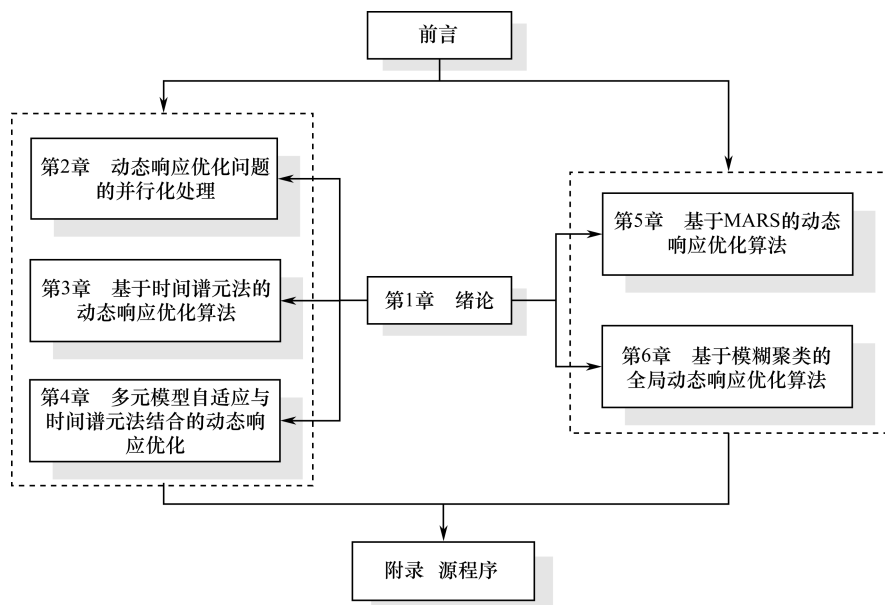 前言
第2章 动态响应优化问题
的并行化处理
第3章 基于时间谱元法的
动态响应优化算法
第4章 多元模型自适应与
时间谱元法结合的动态响
应优化
第1章 绪论
第5章 基于MARS的动态
响应优化算法
第6章 基于模糊聚类的
全局动态响应优化算法
附录 源程序